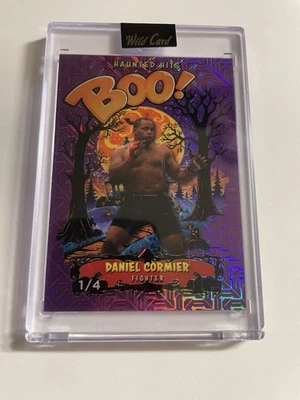 Wild Card
HAUNTED HITS
BOO!
DANIEL CORMIER
FIGHTER
1/4